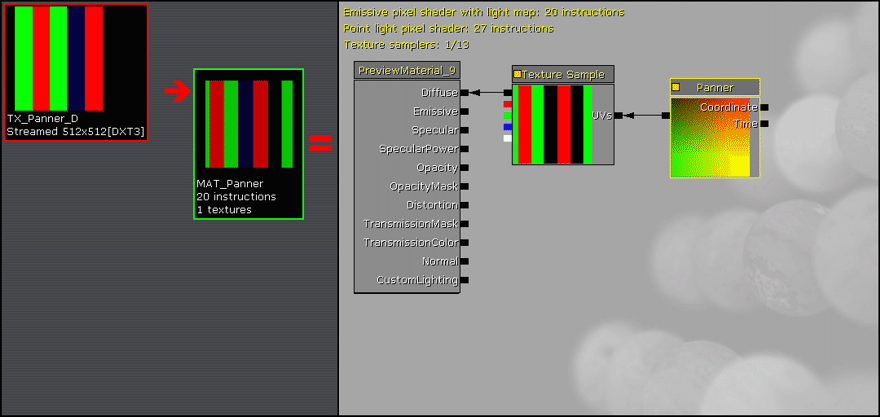 TX_Panner_D
Streamed 512x512[DXT3]
MAT_Panner
20 instructions
1 textures
Emissive pixel shader with light map: 20 instructions
Point light pixel shader: 27 instructions
Texture samplers: 1/13
PreviewMaterial_9
Diffuse
Emissive
Specular
SpecularPower
Opacity
OpacityMask
Distortion
TransmissionMask
TransmissionColor
Normal
CustomLighting
Texture Sample
UVs
Panner
Coordinate
Time